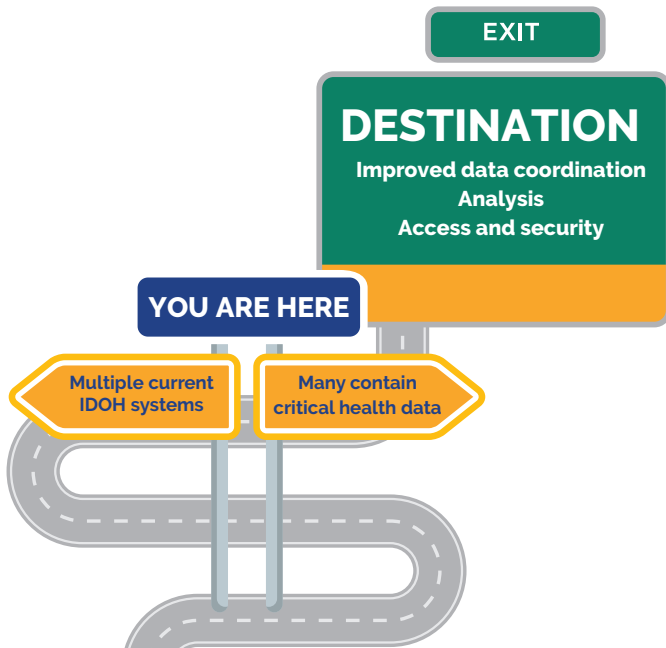 EXIT
DESTINATION
Improved data coordination
Analysis
Access and security
YOU ARE HERE
Multiple current
IDOH systems
Many contain
critical health data